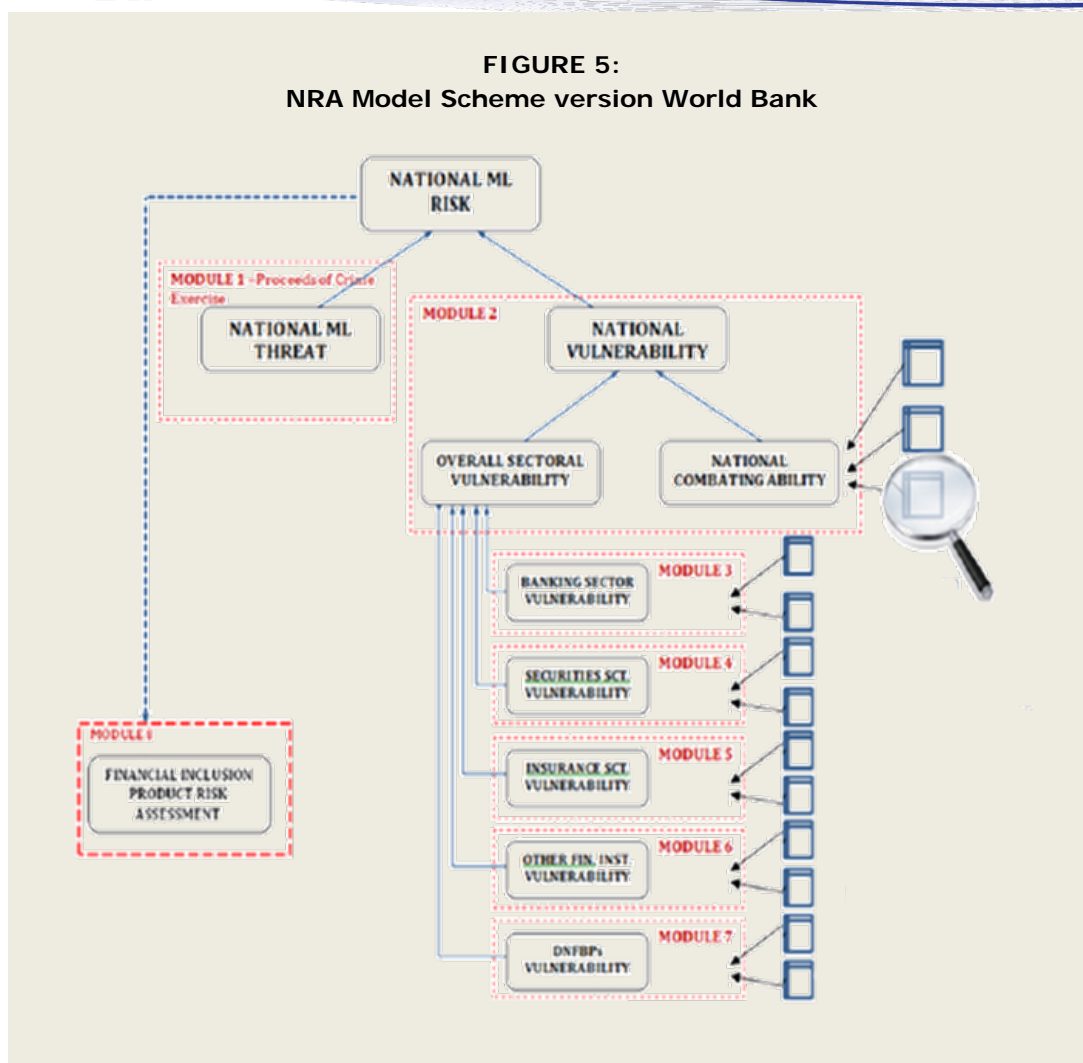 FIGURE 5:
NRA Model Scheme version World Bank
NATIONAL ML
RISK
MODULE 1 - Proceeds of Crime
Exercise
NATIONAL ML
THREAT
MODULE 2
NATIONAL
VULNERABILITY
OVERALL SECTORAL
VULNERABILITY
NATIONAL
COMBATING ABILITY
MODULE 3
BANKING SECTOR
VULNERABILITY
MODULE 4
SECURITIES SCT.
VULNERABILITY
MODULE 5
INSURANCE SCT.
VULNERABILITY
MODULE 6
OTHER FIN. INST.
VULNERABILITY
MODULE 7
DNFBPs
VULNERABILITY
MODULE
FINANCIAL INCLUSION
PRODUCT RISK
ASSESSMENT